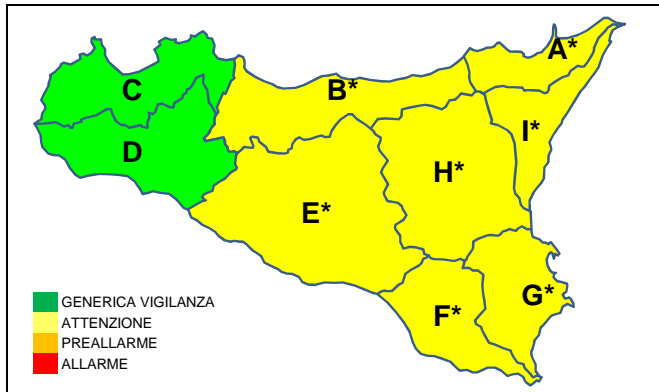 A*
C
B*
I*
D
H*
E*
G*
F*
GENERICA VIGILANZA
ATTENZIONE
PREALLARME
ALLARME